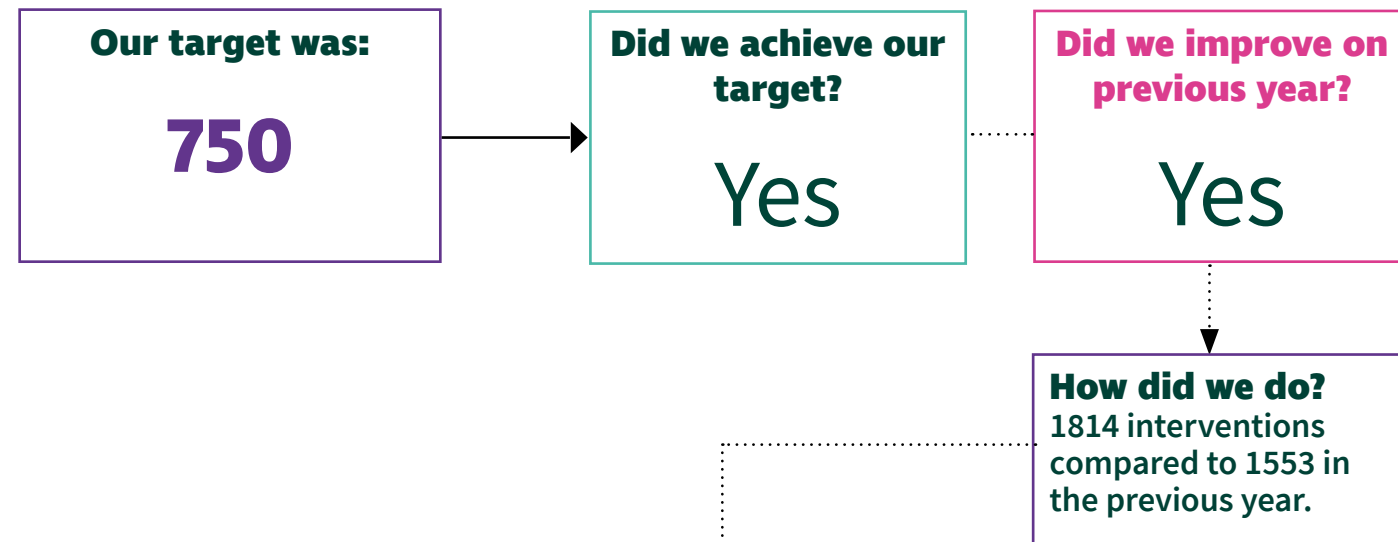 Our target was:
750
Did we achieve our
target?
Yes
Did we improve on
previous year?
Yes
How did we do?
1814 interventions
compared to 1553 in
the previous year.